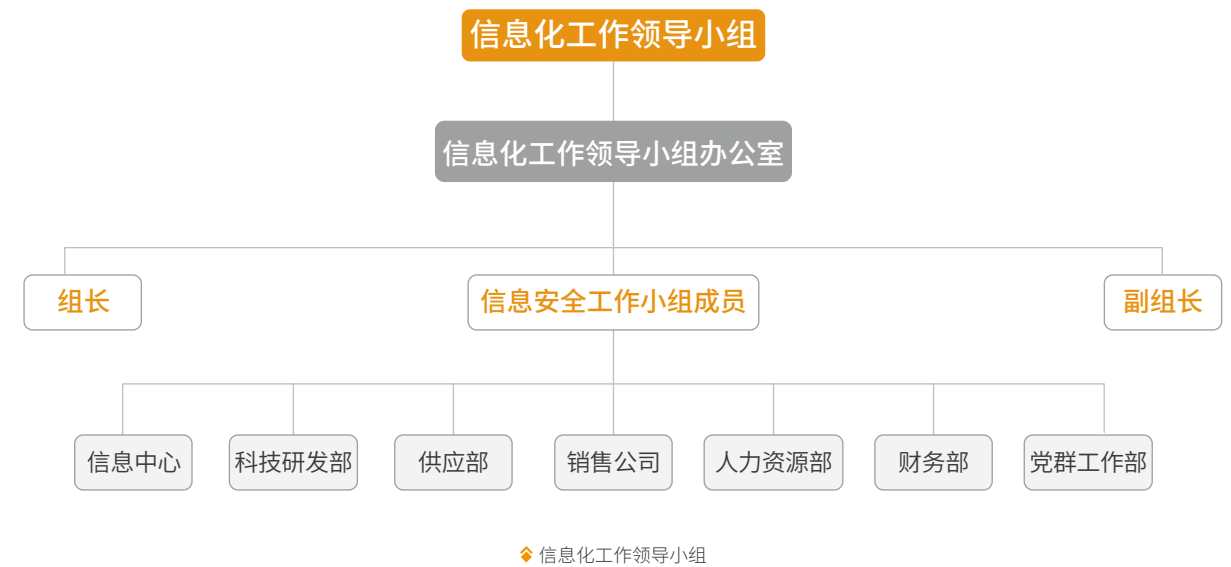 信息化工作领导小组
信息化工作领导小组办公室
组长
信息安全工作小组成员
副组长
信息中心
科技研发部
供应部
销售公司
人力资源部
财务部
党群工作部
信息化工作领导小组